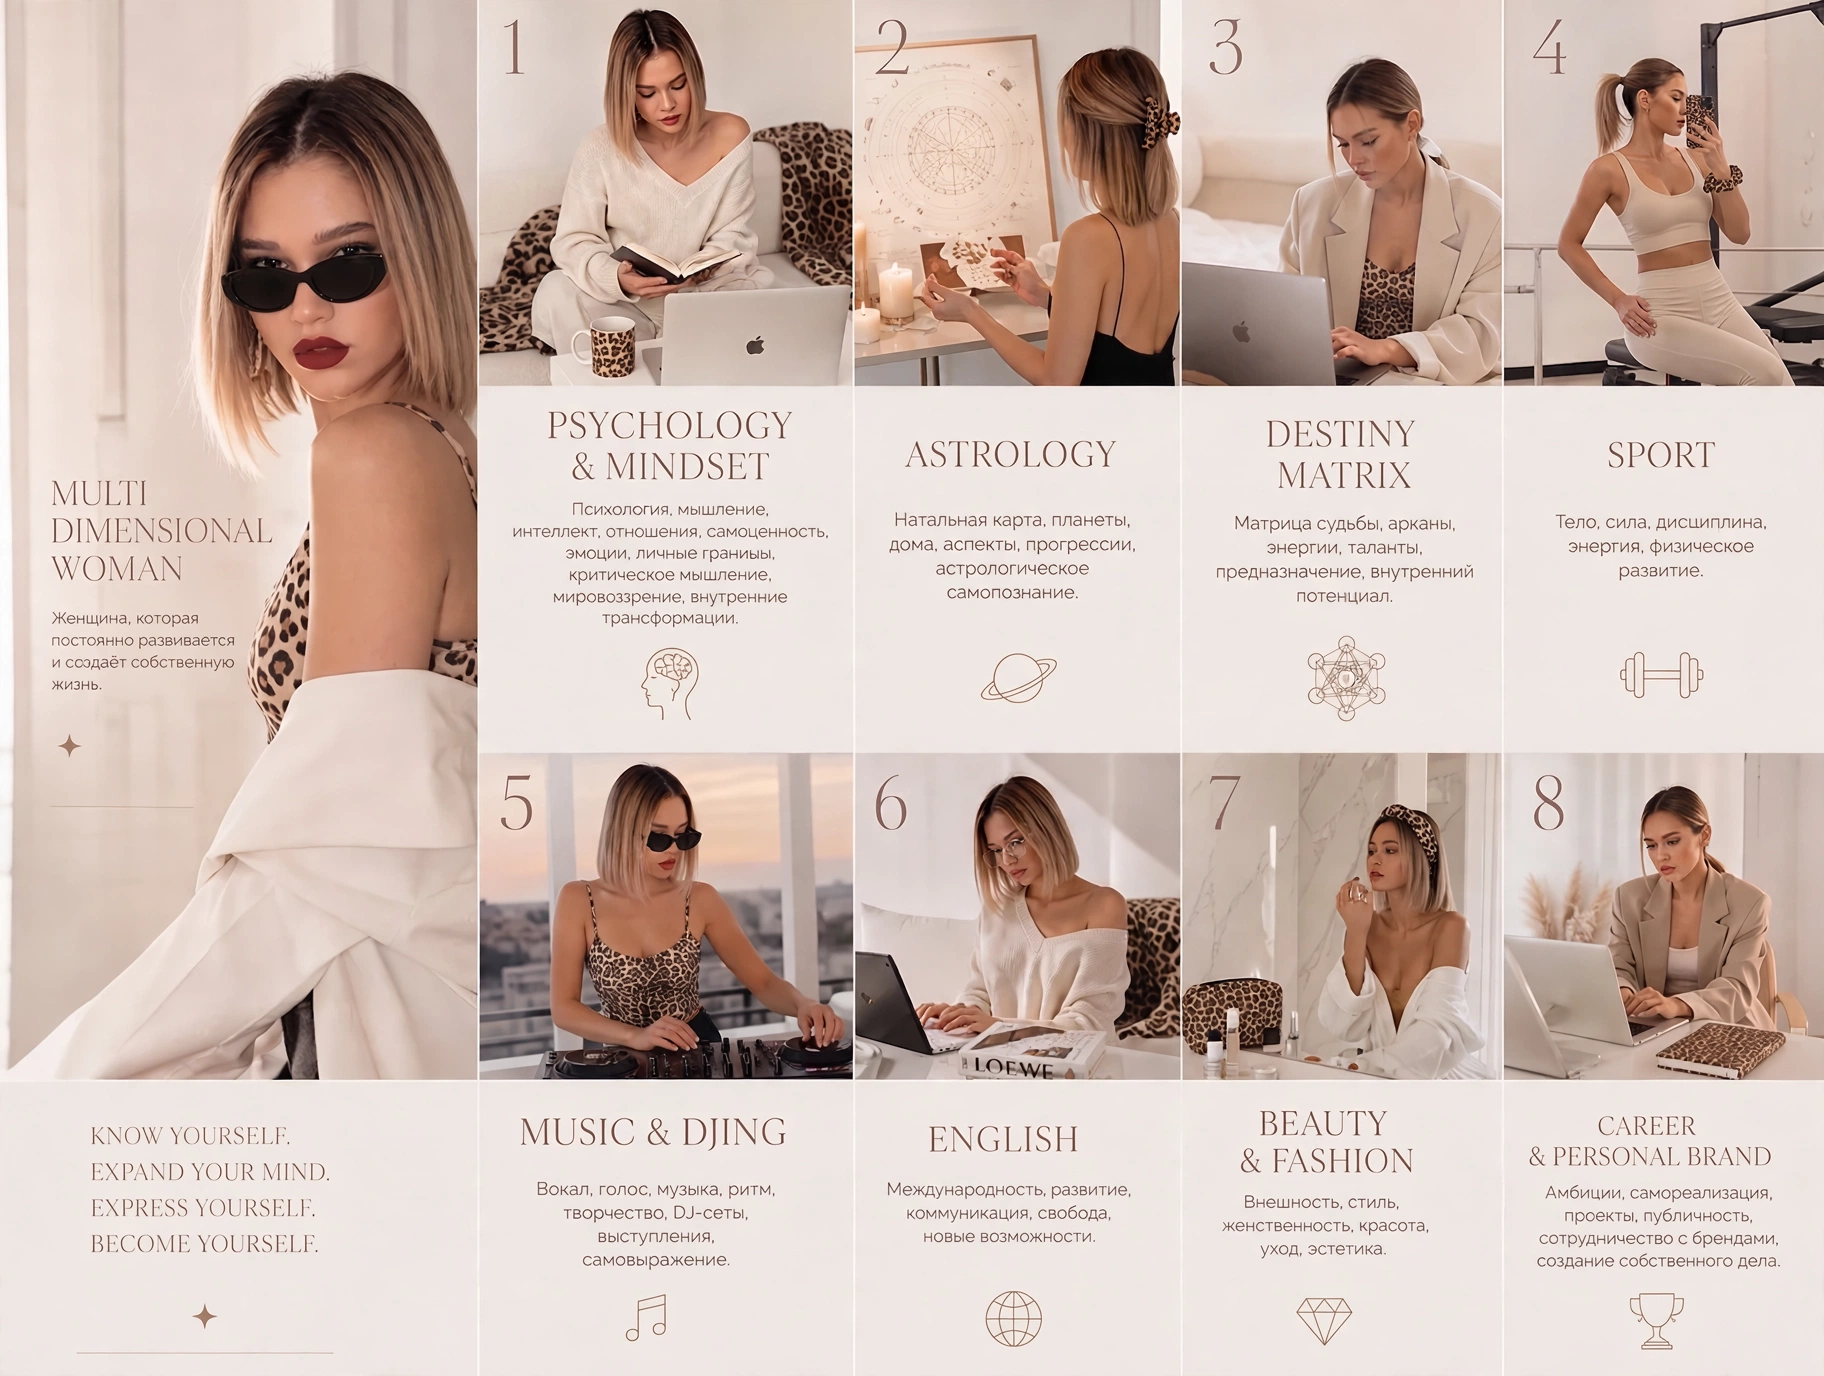 MULTI
DIMENSIONAL
WOMAN
Женщина, которая
постоянно развивается
и создаёт собственную
жизнь.
KNOW YOURSELF.
EXPAND YOUR MIND.
EXPRESS YOURSELF.
BECOME YOURSELF.
1
PSYCHOLOGY
& MINDSET
Психология, мышление,
интеллект, отношения, самоценность,
эмоции, личные границы,
критическое мышление,
мировоззрение, внутренние
трансформации.
2
ASTROLOGY
Натальная карта, планеты,
дома, аспекты, прогрессии,
астрологическое
самопознание.
3
DESTINY
MATRIX
Матрица судьбы, арканы,
энергии, таланты,
предназначение, внутренний
потенциал.
4
SPORT
Тело, сила, дисциплина,
энергия, физическое
развитие.
5
MUSIC & DJING
Вокал, голос, музыка, ритм,
творчество, DJ-сеты,
выступления,
самовыражение.
6
LOEWE
ENGLISH
Международность, развитие,
коммуникация, свобода,
новые возможности.
7
BEAUTY
& FASHION
Внешность, стиль,
женственность, красота,
уход, эстетика.
8
CAREER
& PERSONAL BRAND
Амбиции, самореализация,
проекты, публичность,
сотрудничество с брендами,
создание собственного дела.